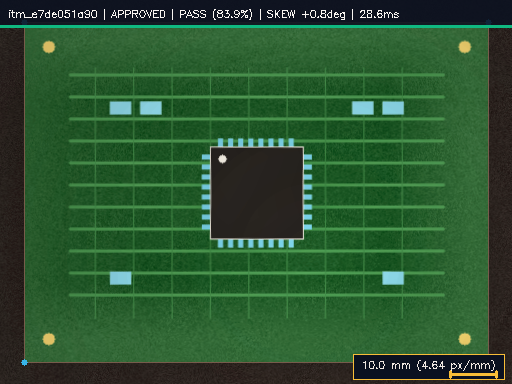 itm_e7de051a90 | APPROVED | PASS (83.9%) | SKEW +0.8deg | 28.6ms
10.0 mm (4.64 px/mm)